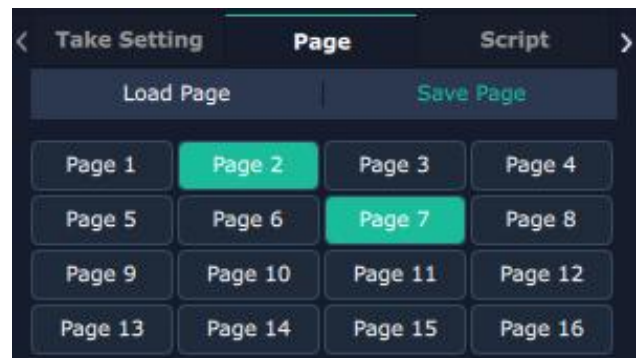 Take Setting Page Script
Load Page Save Page
Page 1 Page 2 Page 3 Page 4
Page 5 Page 6 Page 7 Page 8
Page 9 Page 10 Page 11 Page 12
Page 13 Page 14 Page 15 Page 16